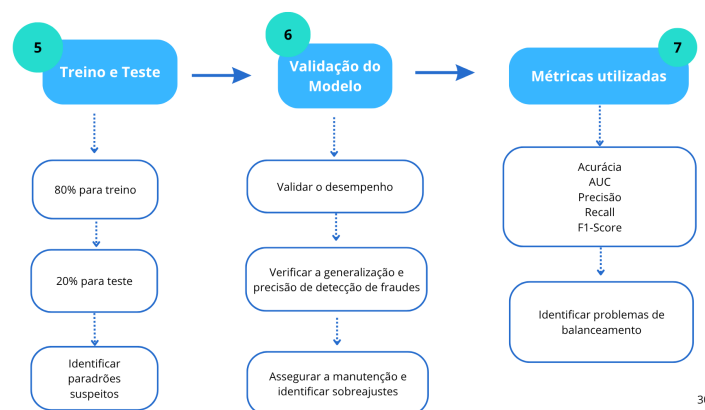 5
Treino e Teste
80% para treino
20% para teste
Identificar
paradrões
suspeitos
6
Validação do
Modelo
Validar o desempenho
Verificar a generalização e
precisão de detecção de fraudes
Assegurar a manutenção e
identificar sobreajustes
7
Métricas utilizadas
Acurácia
AUC
Precisão
Recall
F1-Score
Identificar problemas de
balanceamento